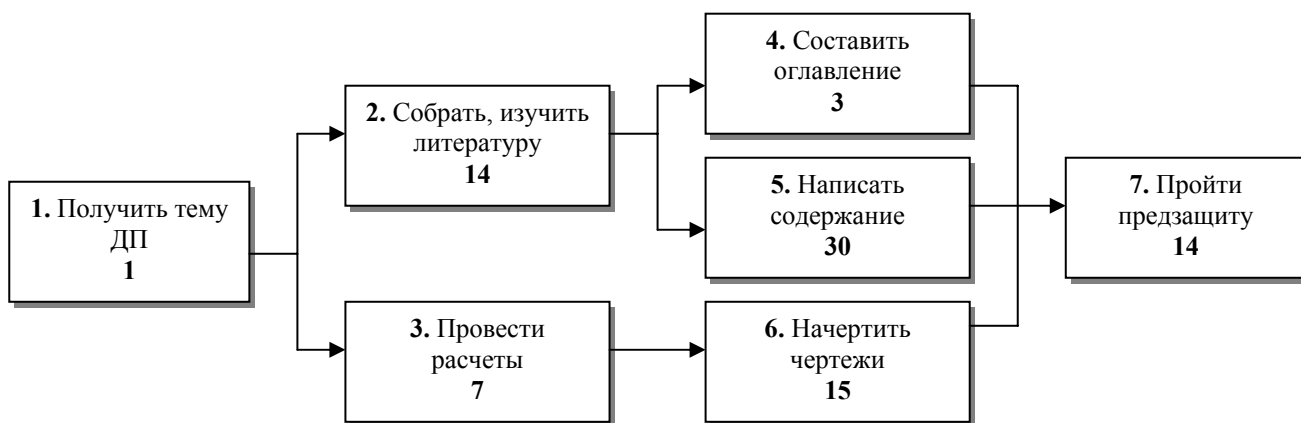 1. Получить тему
ДП
1
2. Собрать, изучить
литературу
14
3. Провести
расчеты
7
4. Составить
оглавление
3
5. Написать
содержание
30
6. Начертить
чертежи
15
7. Пройти
предзащиту
14